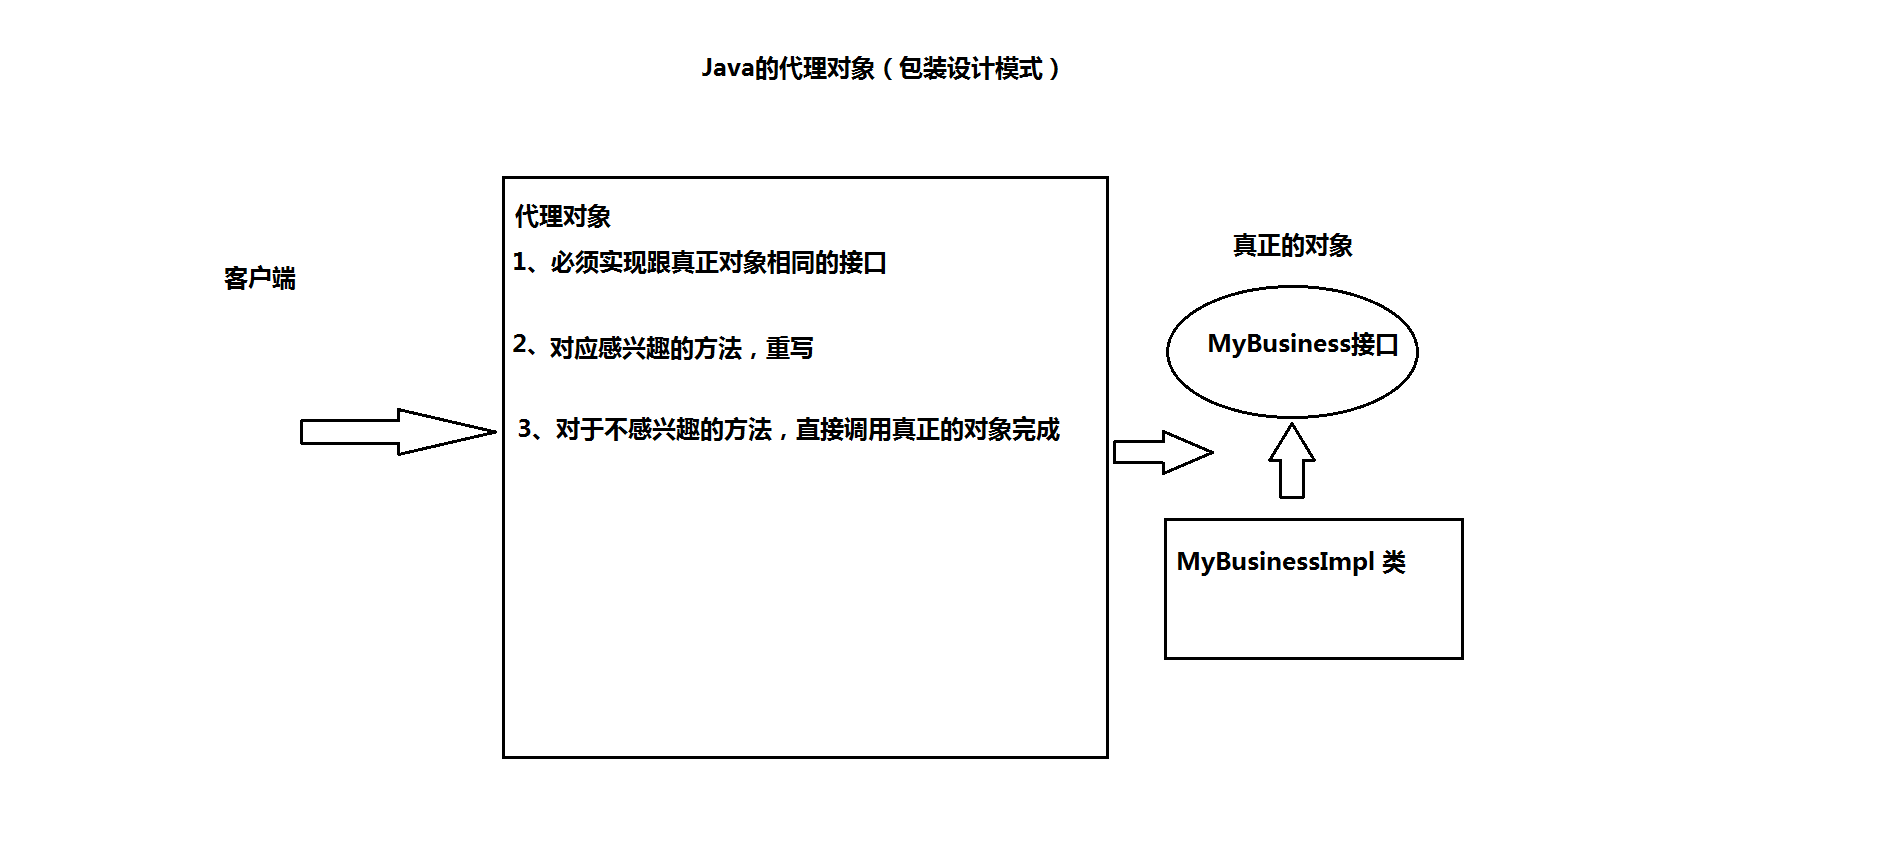 Java的代理对象（包装设计模式）
客户端
代理对象
1、必须实现跟真正对象相同的接口
2、对应感兴趣的方法，重写
3、对于不感兴趣的方法，直接调用真正的对象完成
真正的对象
MyBusiness接口
MyBusinessImpl 类